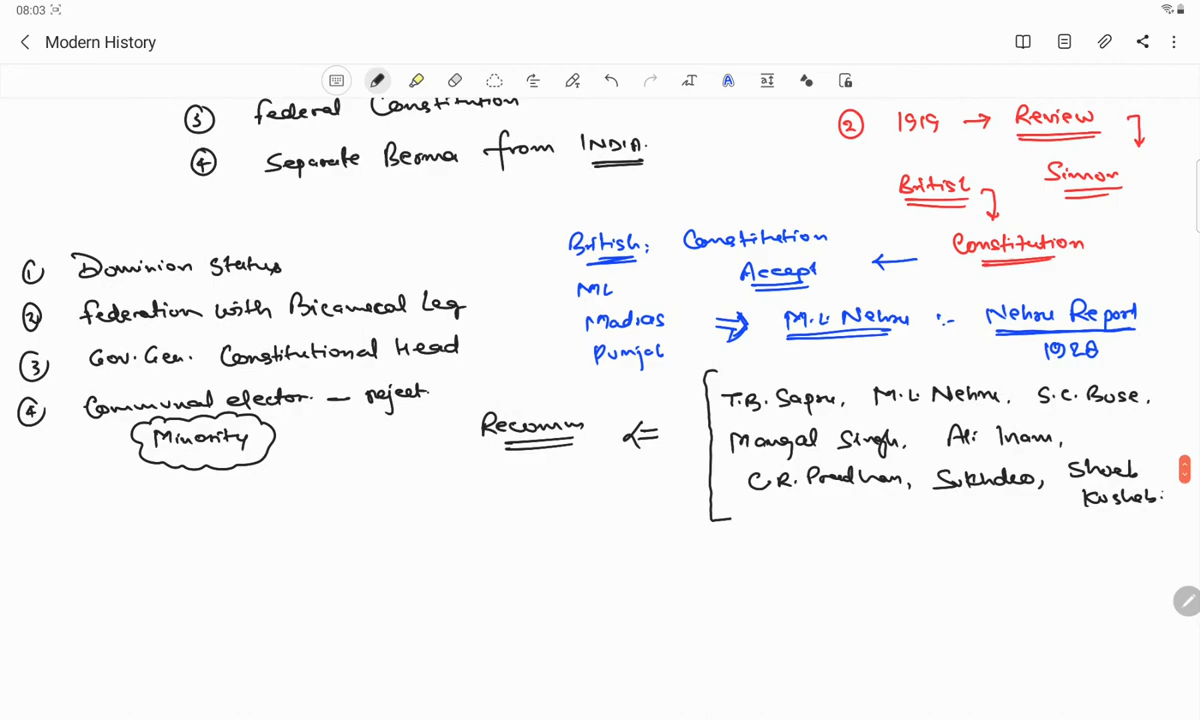 08:03
Modern History
③ Federal Constitution
④ Separate Berma from INDIA.
② 1919 → Review
Simon
British
Constitution
British: Constitution
Accept
ML
Madras
Punjab
⇒ M.L. Nehru :- Nehru Report
1928
① Dominion Status
② Federation with Bicameral Leg
③ Gov. Gen. Constitutional Head
④ Communal elector. — reject.
Minority
Recomm
T.B. Sapru, M.L. Nehru, S.C. Bose,
Mangal Singh, Ali Imam,
C.R. Pradhan, Sukhdeo, Shoeb